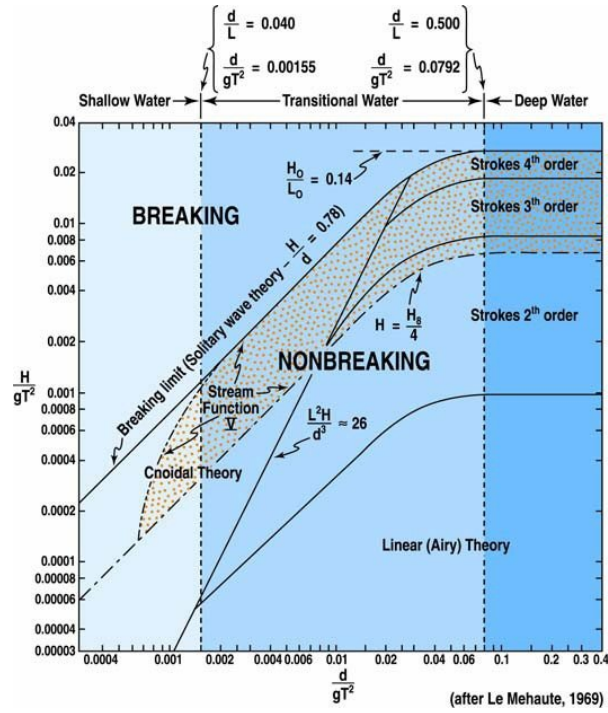 d/L = 0.040
d/gT² = 0.00155
d/L = 0.500
d/gT² = 0.0792
Shallow Water
Transitional Water
Deep Water
0.04
0.02
0.01
0.008
0.006
0.004
0.002
0.001
0.0008
0.0006
0.0004
0.0002
0.0001
0.00008
0.00006
0.00004
0.00003
H/gT²
H₀/L₀ = 0.14
Strokes 4th order
Strokes 3th order
Strokes 2th order
BREAKING
Breaking limit (Solitary wave theory - H/d = 0.78)
H = H8/4
NONBREAKING
Stream
Function
V
L²H/d³ ≈ 26
Cnoidal Theory
Linear (Airy) Theory
0.0004
0.001
0.002
0.004
0.006
0.01
0.02
0.04
0.06
0.1
0.2
0.3
0.4
d/gT²
(after Le Mehaute, 1969)